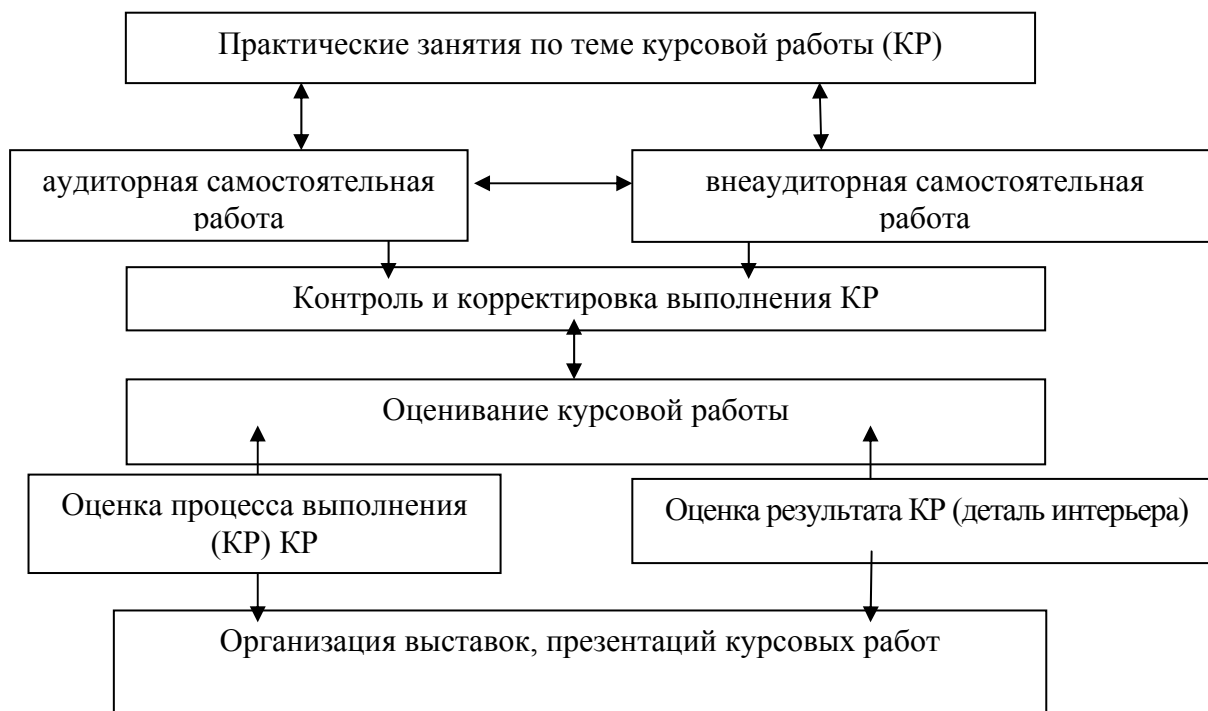 Практические занятия по теме курсовой работы (КР)
аудиторная самостоятельная
работа
внеаудиторная самостоятельная
работа
Контроль и корректировка выполнения КР
Оценивание курсовой работы
Оценка процесса выполнения
(КР) КР
Оценка результата КР (деталь интерьера)
Организация выставок, презентаций курсовых работ